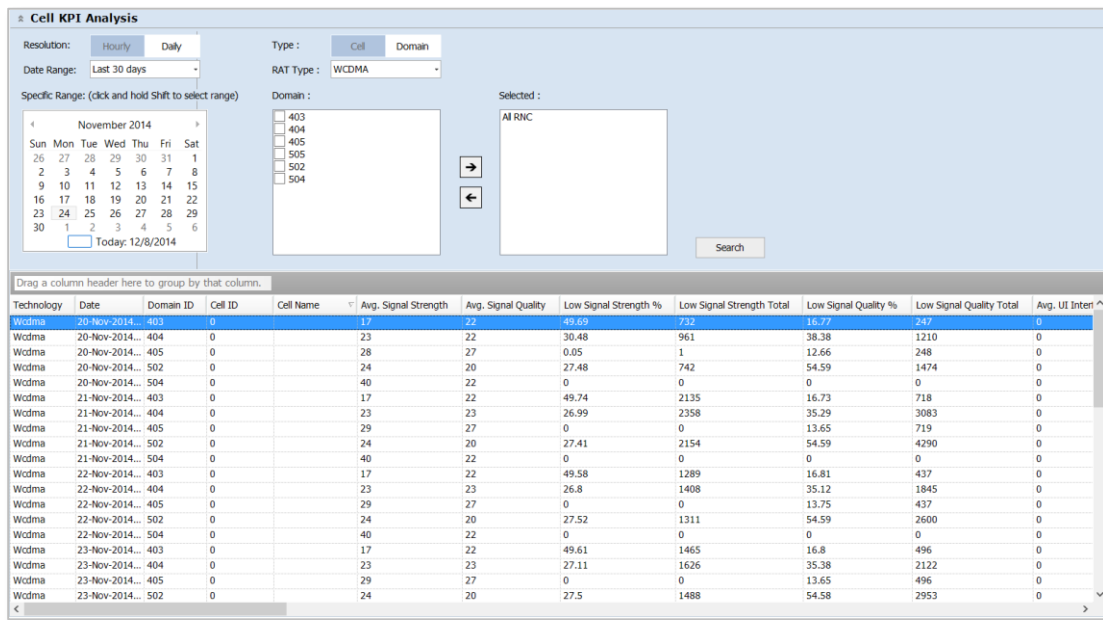 Cell KPI Analysis
Resolution: Hourly Daily Type : Cell Domain
Date Range: Last 30 days RAT Type : WCDMA
Specific Range: (click and hold Shift to select range) Domain : Selected :
403 All RNC
404
405
505
502
504
November 2014
Sun Mon Tue Wed Thu Fri Sat
26 27 28 29 30 31 1
2 3 4 5 6 7 8
9 10 11 12 13 14 15
16 17 18 19 20 21 22
23 24 25 26 27 28 29
30 1 2 3 4 5 6
Today: 12/8/2014
Search
Drag a column header here to group by that column.
Technology Date Domain ID Cell ID Cell Name Avg. Signal Strength Avg. Signal Quality Low Signal Strength % Low Signal Strength Total Low Signal Quality % Low Signal Quality Total Avg. UI Interf
Wcdma 20-Nov-2014... 403 0 17 22 49.69 732 16.77 247 0
Wcdma 20-Nov-2014... 404 0 23 22 30.48 961 38.38 1210 0
Wcdma 20-Nov-2014... 405 0 28 27 0.05 1 12.66 248 0
Wcdma 20-Nov-2014... 502 0 24 20 27.48 742 54.59 1474 0
Wcdma 20-Nov-2014... 504 0 40 22 0 0 0 0 0
Wcdma 21-Nov-2014... 403 0 17 22 49.74 2135 16.73 718 0
Wcdma 21-Nov-2014... 404 0 23 23 26.99 2358 35.29 3083 0
Wcdma 21-Nov-2014... 405 0 29 27 0 0 13.65 719 0
Wcdma 21-Nov-2014... 502 0 24 20 27.41 2154 54.59 4290 0
Wcdma 21-Nov-2014... 504 0 40 22 0 0 0 0 0
Wcdma 22-Nov-2014... 403 0 17 22 49.58 1289 16.81 437 0
Wcdma 22-Nov-2014... 404 0 23 23 26.8 1408 35.12 1845 0
Wcdma 22-Nov-2014... 405 0 29 27 0 0 13.75 437 0
Wcdma 22-Nov-2014... 502 0 24 20 27.52 1311 54.59 2600 0
Wcdma 22-Nov-2014... 504 0 40 22 0 0 0 0 0
Wcdma 23-Nov-2014... 403 0 17 22 49.61 1465 16.8 496 0
Wcdma 23-Nov-2014... 404 0 23 23 27.11 1626 35.38 2122 0
Wcdma 23-Nov-2014... 405 0 29 27 0 0 13.65 496 0
Wcdma 23-Nov-2014... 502 0 24 20 27.5 1488 54.58 2953 0